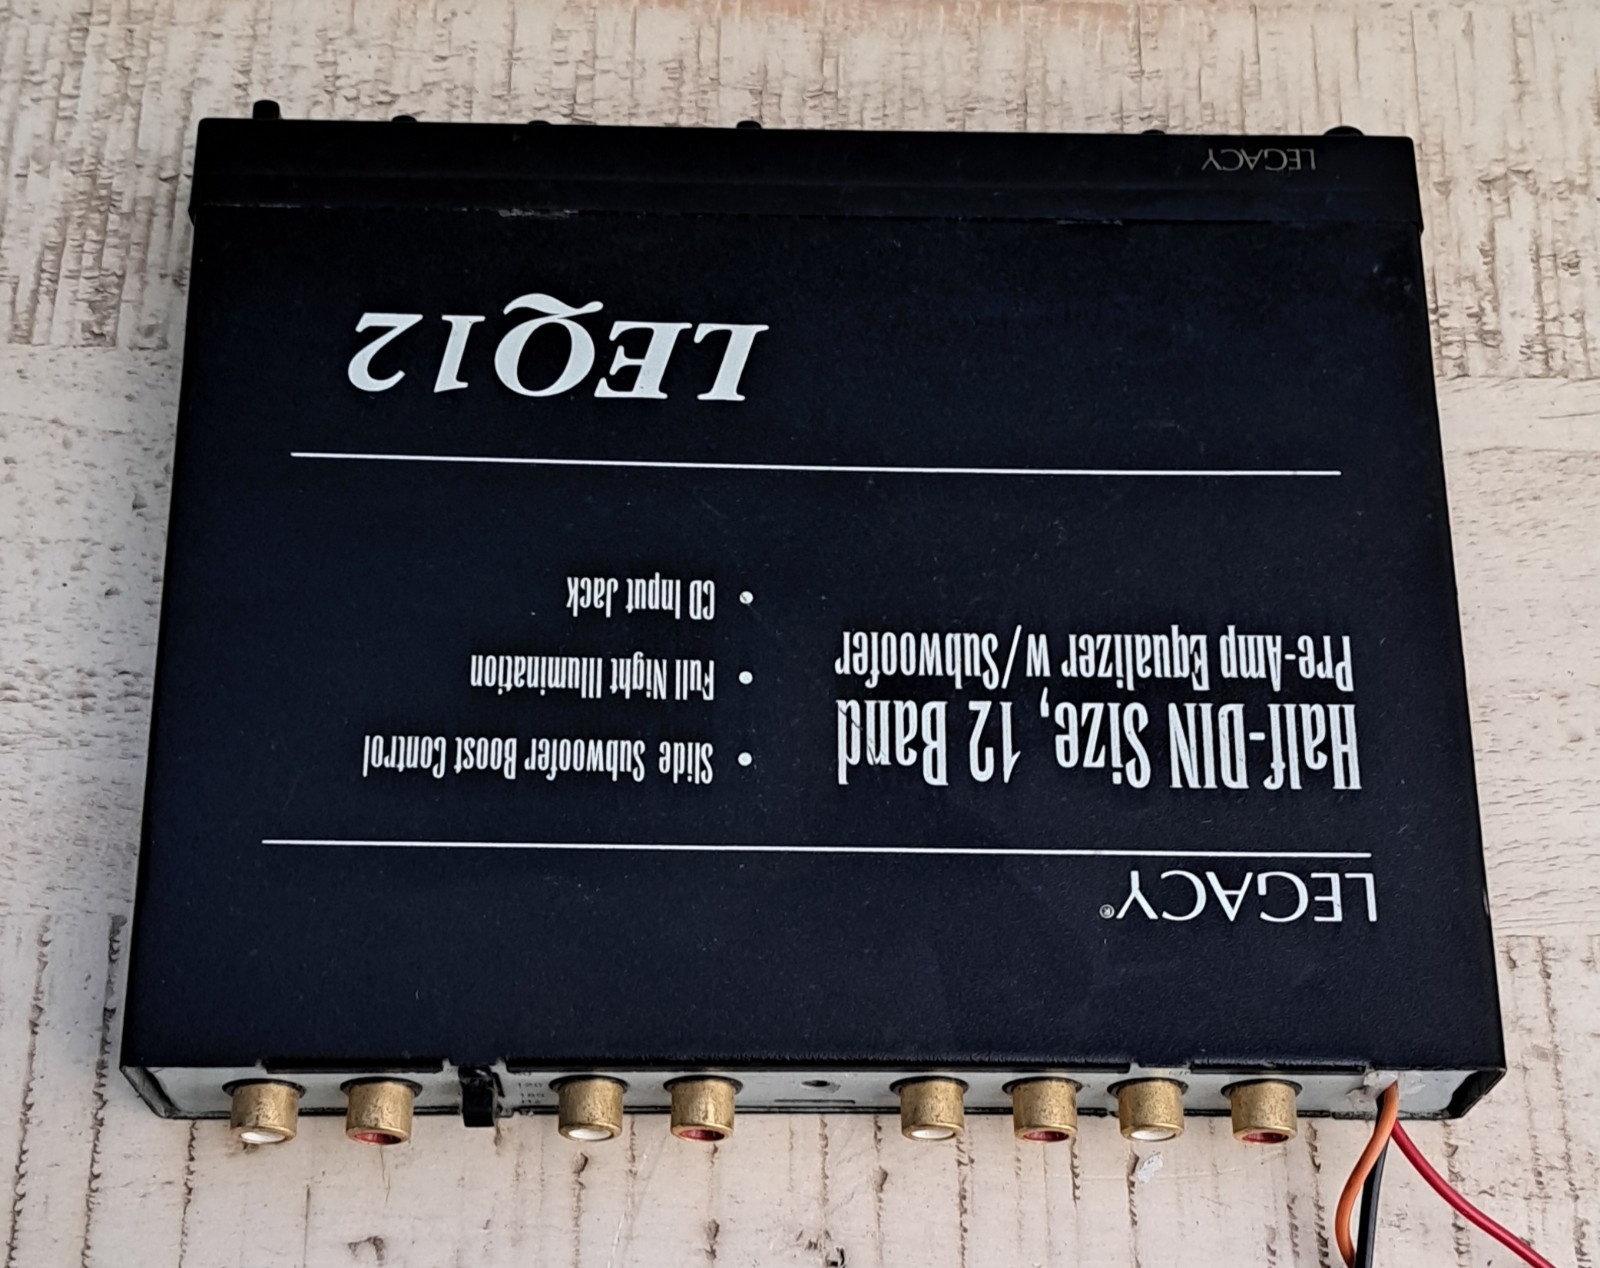 LEGACY®
Half-DIN Size, 12 Band
Pre-Amp Equalizer w/Subwoofer
• Slide Subwoofer Boost Control
• Full Night Illumination
• CD Input Jack
LEQ12
LEGACY